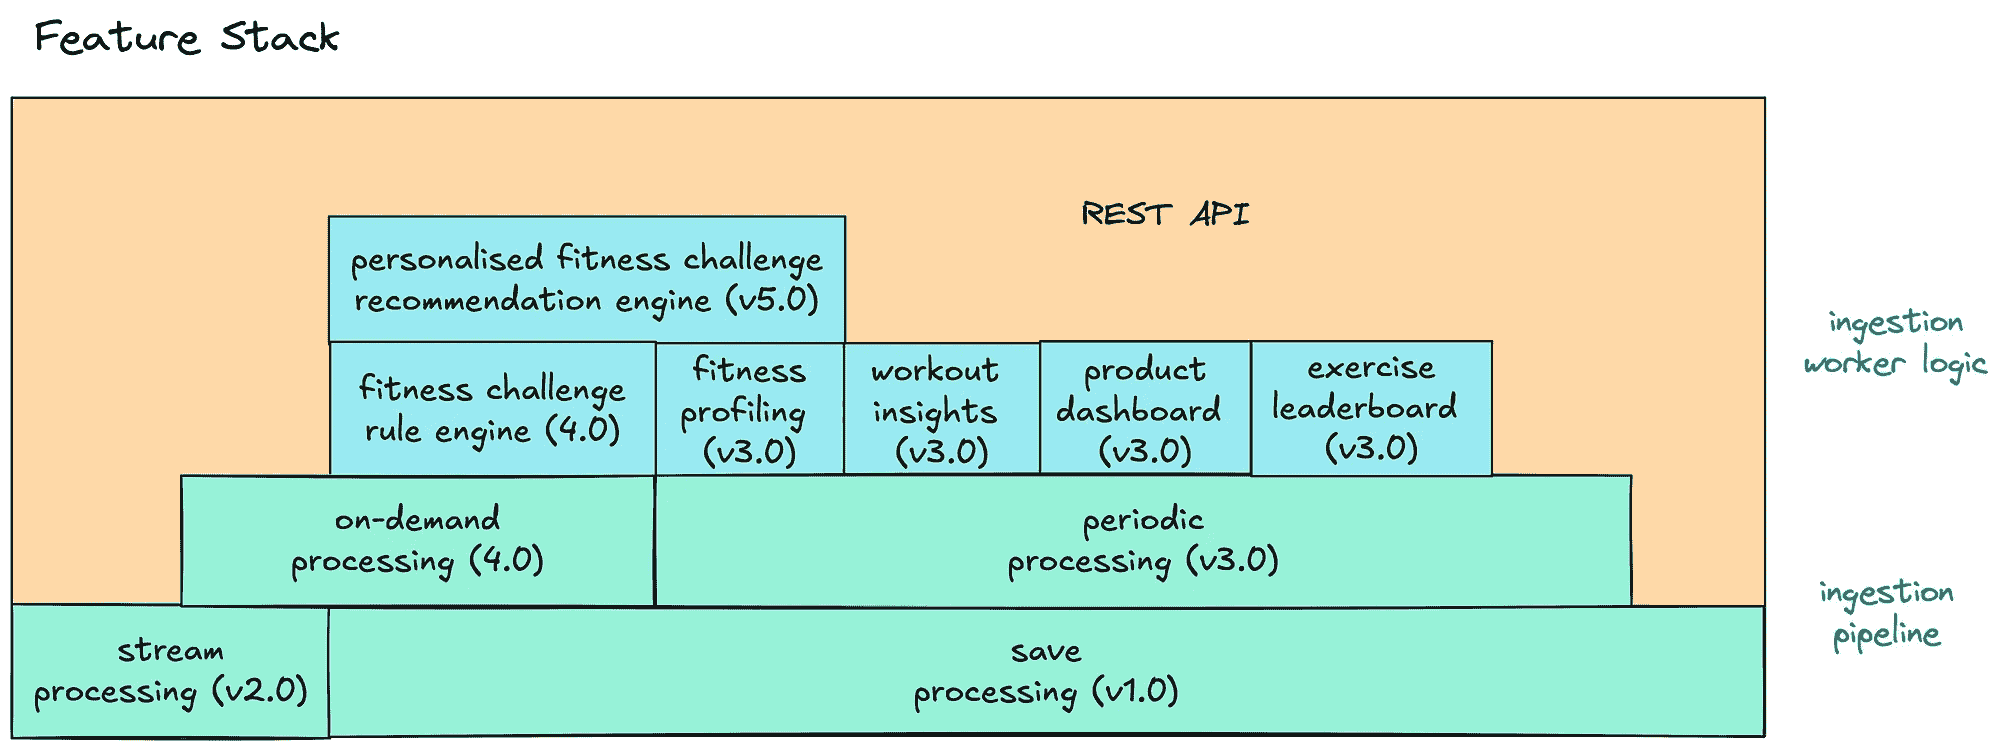 Feature Stack
REST API
personalised fitness challenge
recommendation engine (v5.0)
ingestion
worker logic
fitness challenge
rule engine (4.0)
fitness
profiling
(v3.0)
workout
insights
(v3.0)
product
dashboard
(v3.0)
exercise
leaderboard
(v3.0)
on-demand
processing (4.0)
periodic
processing (v3.0)
ingestion
pipeline
stream
processing (v2.0)
save
processing (v1.0)